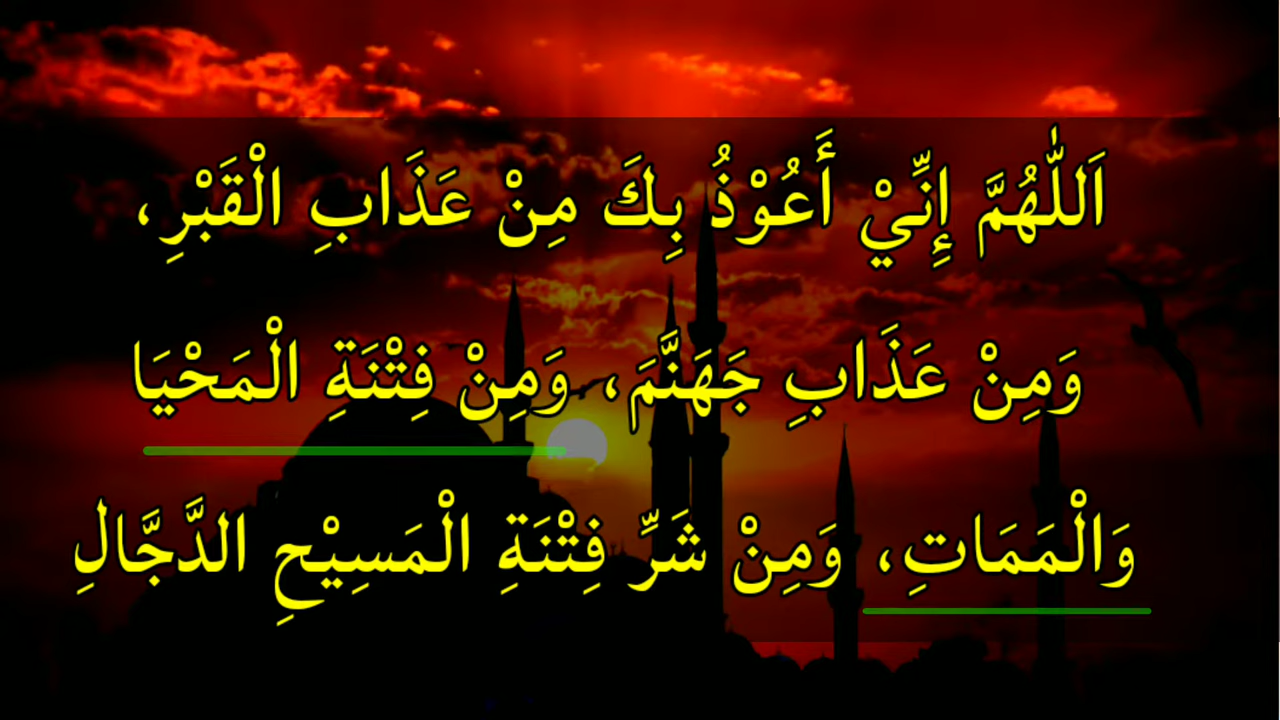 اَللّٰهُمَّ إِنِّيْ أَعُوْذُ بِكَ مِنْ عَذَابِ الْقَبْرِ،
وَمِنْ عَذَابِ جَهَنَّمَ، وَمِنْ فِتْنَةِ الْمَحْيَا
وَالْمَمَاتِ، وَمِنْ شَرِّ فِتْنَةِ الْمَسِيْحِ الدَّجَّالِ